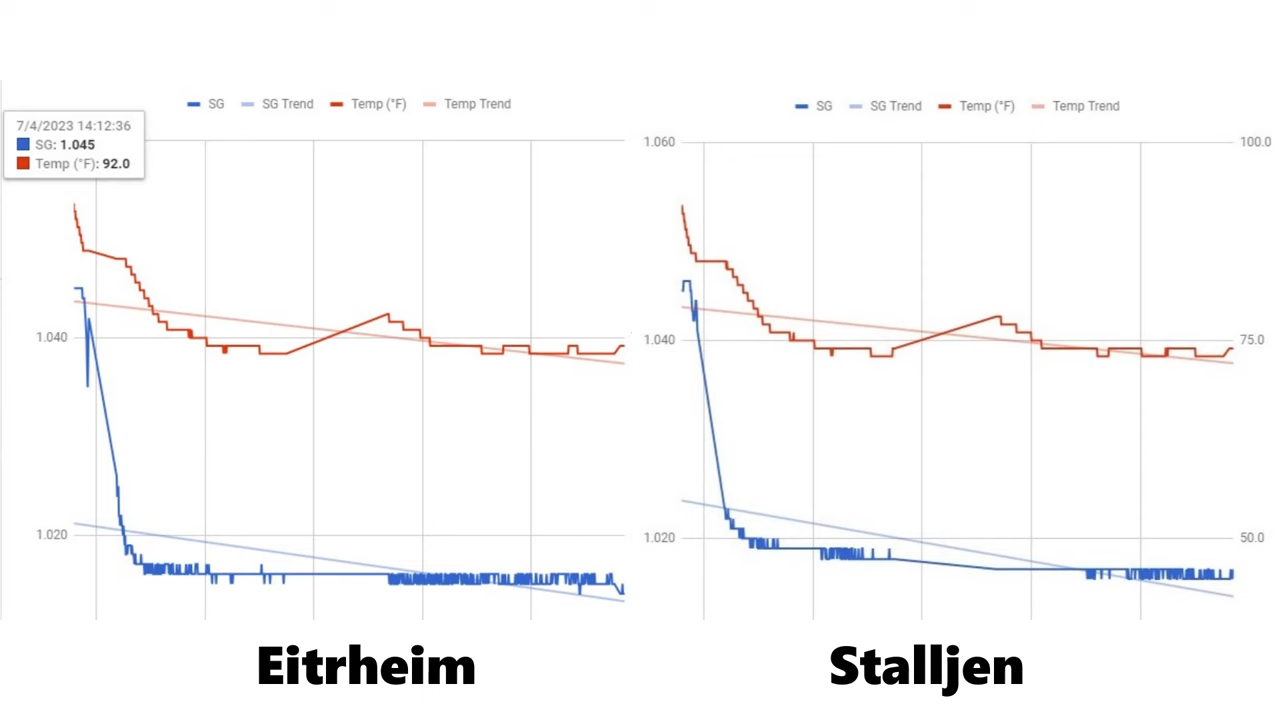 SG SG Trend Temp (°F) Temp Trend
7/4/2023 14:12:36
SG: 1.045
Temp (°F): 92.0
1.040
1.020
SG SG Trend Temp (°F) Temp Trend
1.060 100.0
1.040 75.0
1.020 50.0
Eitrheim
Stalljen